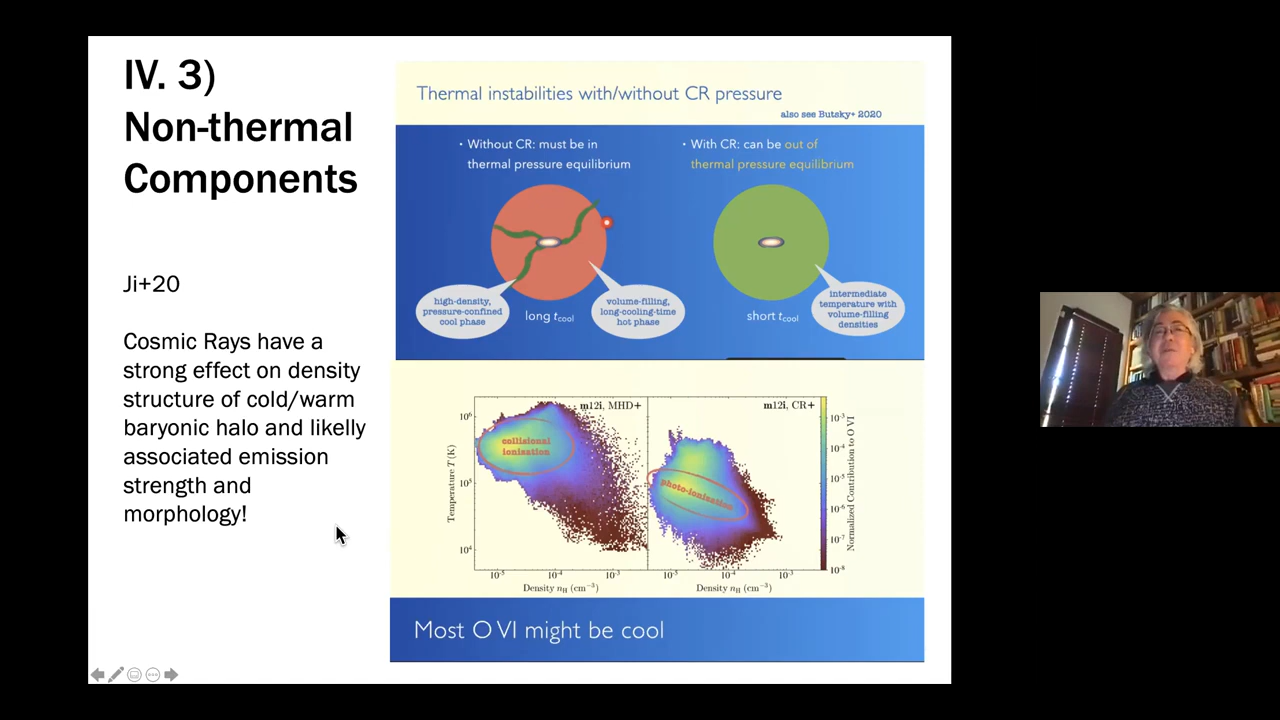 IV. 3)
Non-thermal
Components
Ji+20
Cosmic Rays have a
strong effect on density
structure of cold/warm
baryonic halo and likelly
associated emission
strength and
morphology!
Thermal instabilities with/without CR pressure
also see Butsky+ 2020
• Without CR: must be in
thermal pressure equilibrium
• With CR: can be out of
thermal pressure equilibrium
high-density,
pressure-confined
cool phase
long tcool
volume-filling,
long-cooling-time
hot phase
short tcool
intermediate
temperature with
volume-filling
densities
m12i, MHD+
collisional
ionisation
m12i, CR+
photo-ionisation
Temperature T (K)
10⁶
10⁵
10⁴
10⁻⁵ 10⁻⁴ 10⁻³
Density nH (cm⁻³)
10⁻⁵ 10⁻⁴ 10⁻³
Density nH (cm⁻³)
10⁻³
10⁻⁴
10⁻⁵
10⁻⁶
10⁻⁷
10⁻⁸
Normalized Contribution to O VI
Most O VI might be cool